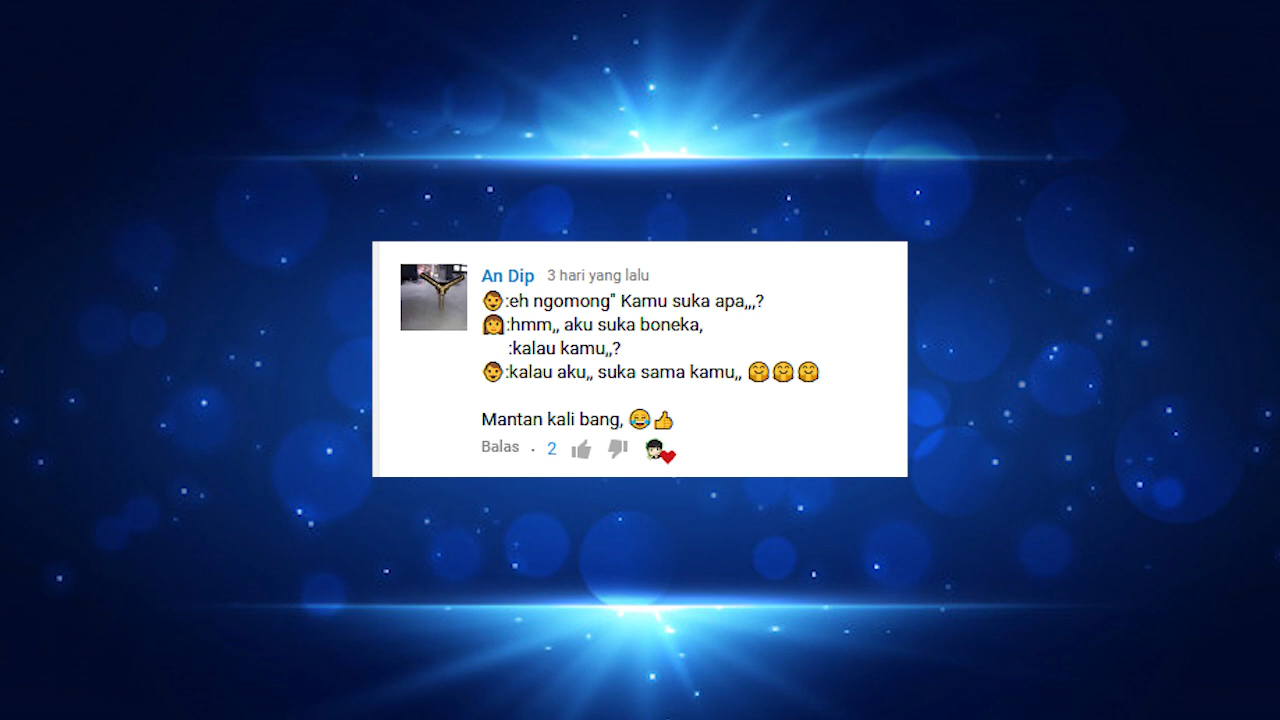 An Dip 3 hari yang lalu
👨:eh ngomong" Kamu suka apa,,,?
👩:hmm,, aku suka boneka,
:kalau kamu,,?
👨:kalau aku,, suka sama kamu,, 🤗🤗🤗
Mantan kali bang, 😂👍
Balas . 2